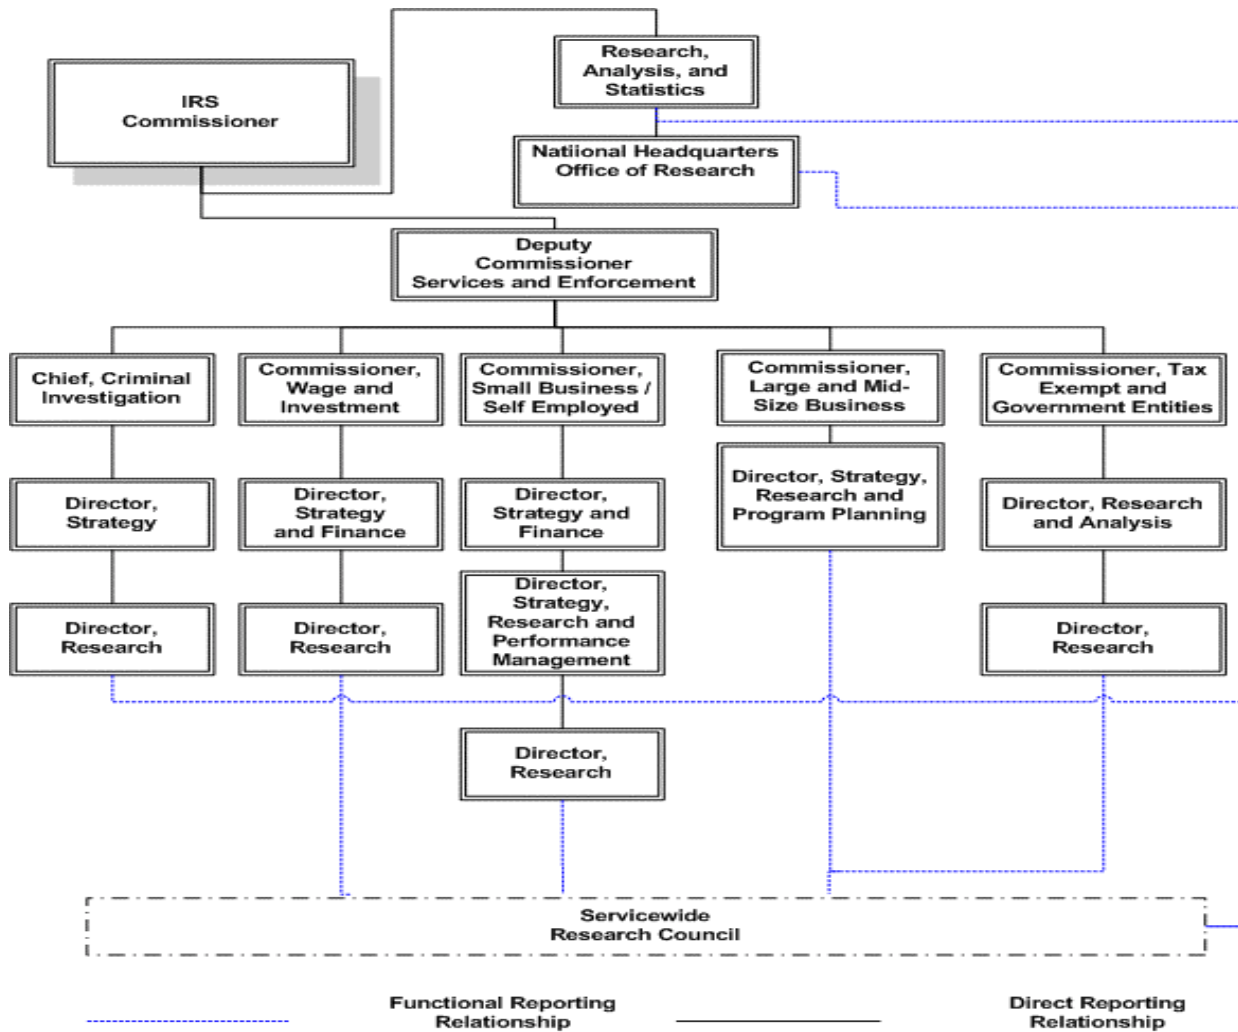 Research,
Analysis, and
Statistics
IRS
Commissioner
Natiional Headquarters
Office of Research
Deputy
Commissioner
Services and Enforcement
Chief, Criminal
Investigation
Commissioner,
Wage and
Investment
Commissioner,
Small Business /
Self Employed
Commissioner,
Large and Mid-
Size Business
Commissioner, Tax
Exempt and
Government Entities
Director,
Strategy
Director,
Strategy
and Finance
Director,
Strategy and
Finance
Director, Strategy,
Research and
Program Planning
Director, Research
and Analysis
Director,
Research
Director,
Research
Director,
Strategy,
Research and
Performance
Management
Director,
Research
Director,
Research
Servicewide
Research Council
Functional Reporting
Relationship
Direct Reporting
Relationship